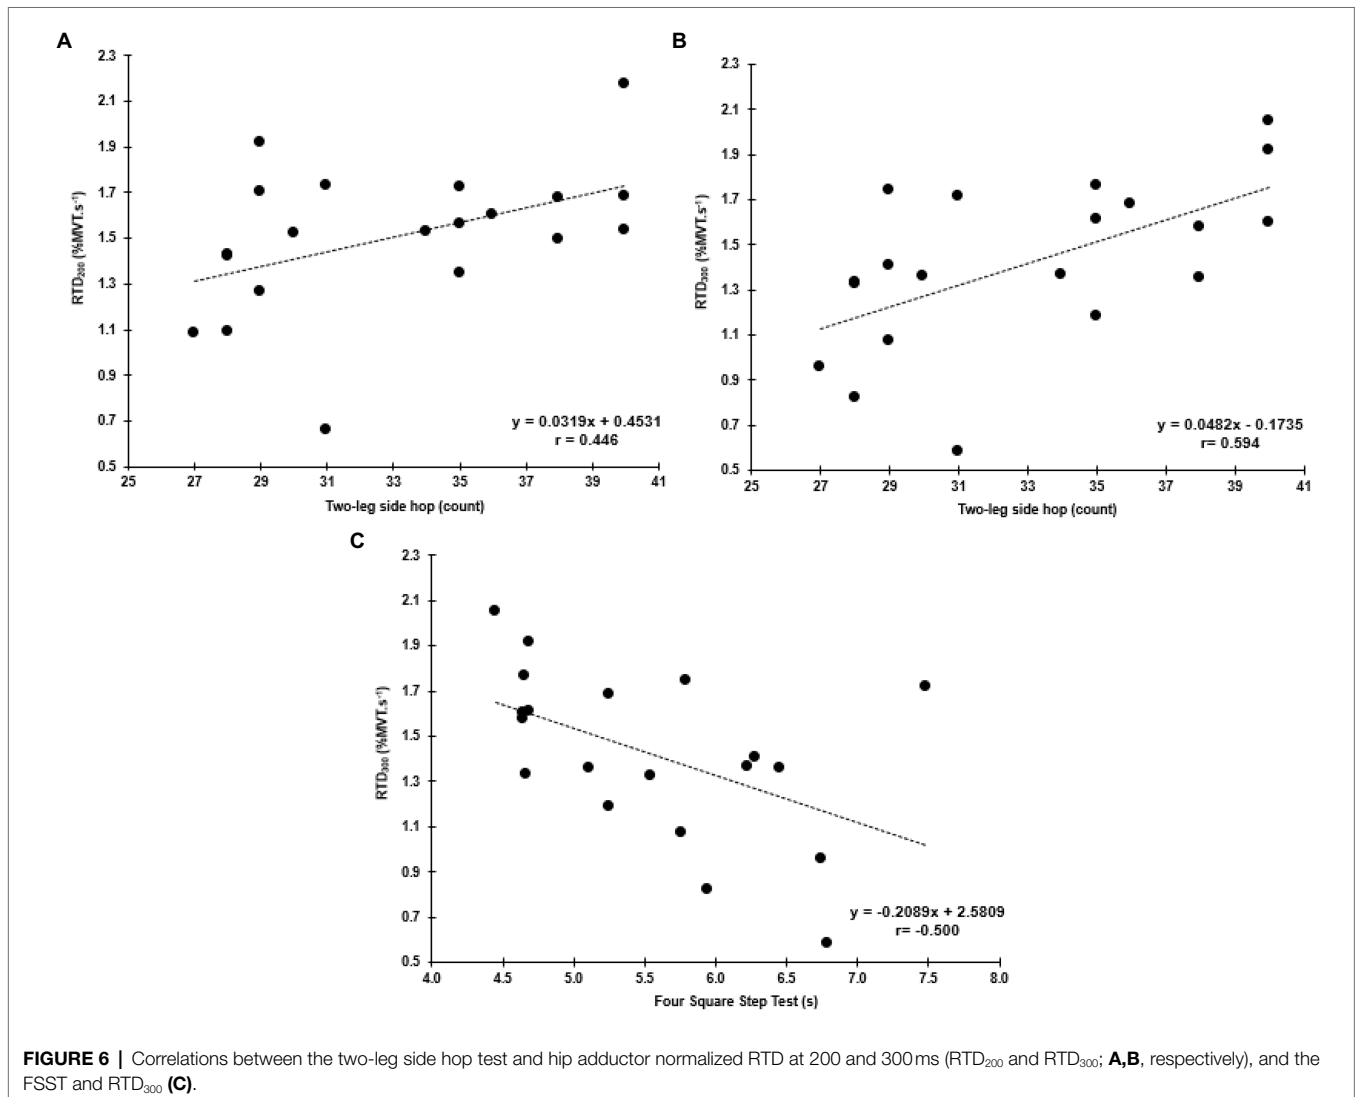 A
2.3
2.1
1.9
1.7
1.5
1.3
1.1
0.9
0.7
0.5
RTD₂₀₀ (%MVT.s⁻¹)
25 27 29 31 33 35 37 39 41
Two-leg side hop (count)
y = 0.0319x + 0.4531
r = 0.446
B
2.3
2.1
1.9
1.7
1.5
1.3
1.1
0.9
0.7
0.5
RTD₃₀₀ (%MVT.s⁻¹)
25 27 29 31 33 35 37 39 41
Two-leg side hop (count)
y = 0.0482x - 0.1735
r= 0.594
C
2.3
2.1
1.9
1.7
1.5
1.3
1.1
0.9
0.7
0.5
RTD₃₀₀ (%MVT.s⁻¹)
4.0 4.5 5.0 5.5 6.0 6.5 7.0 7.5 8.0
Four Square Step Test (s)
y = -0.2089x + 2.5809
r= -0.500
FIGURE 6 | Correlations between the two-leg side hop test and hip adductor normalized RTD at 200 and 300 ms (RTD₂₀₀ and RTD₃₀₀; A,B, respectively), and the
FSST and RTD₃₀₀ (C).